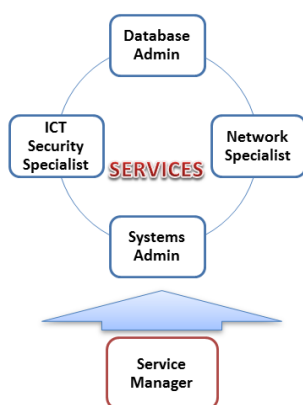 Database
Admin
ICT
Security
Specialist
Network
Specialist
SERVICES
Systems
Admin
Service
Manager